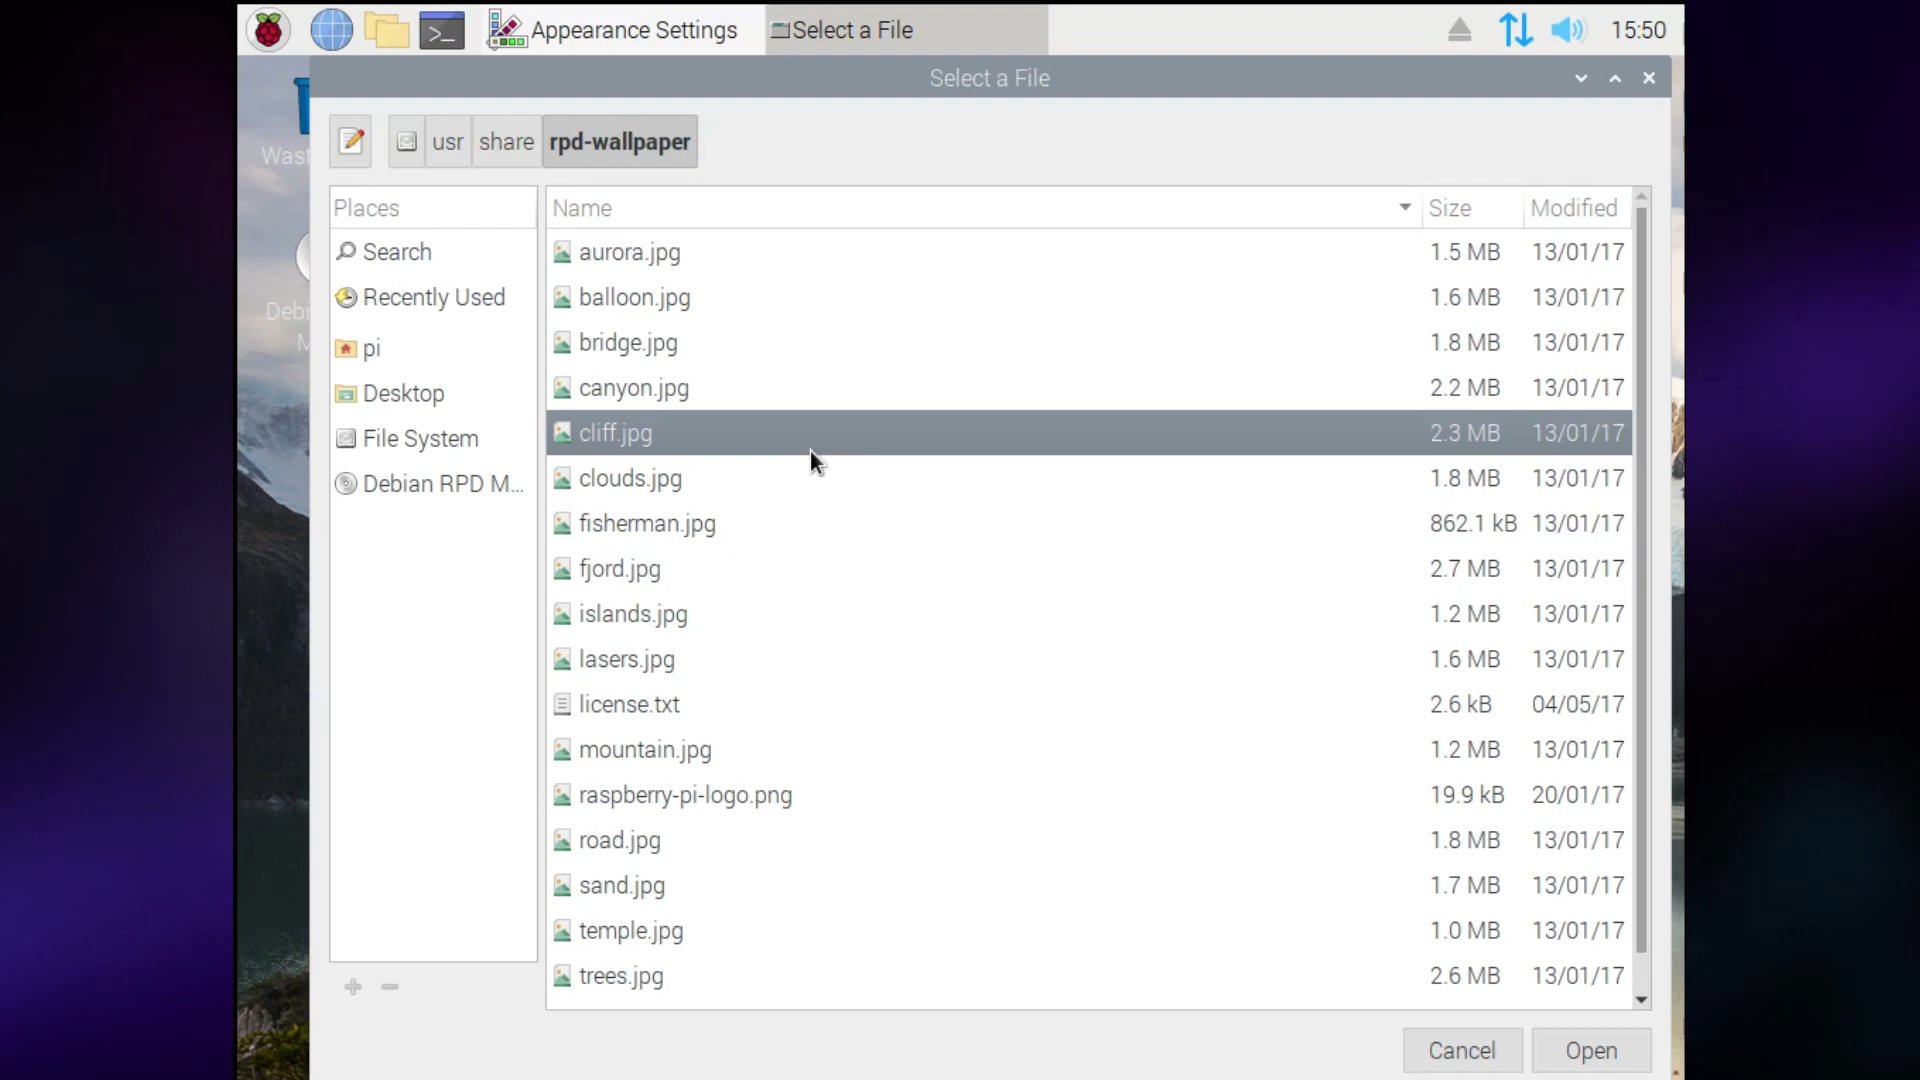 Appearance Settings
Select a File
15:50
Select a File
usr
share
rpd-wallpaper
Places
Search
Recently Used
pi
Desktop
File System
Debian RPD M...
Name
Size
Modified
aurora.jpg 1.5 MB 13/01/17
balloon.jpg 1.6 MB 13/01/17
bridge.jpg 1.8 MB 13/01/17
canyon.jpg 2.2 MB 13/01/17
cliff.jpg 2.3 MB 13/01/17
clouds.jpg 1.8 MB 13/01/17
fisherman.jpg 862.1 kB 13/01/17
fjord.jpg 2.7 MB 13/01/17
islands.jpg 1.2 MB 13/01/17
lasers.jpg 1.6 MB 13/01/17
license.txt 2.6 kB 04/05/17
mountain.jpg 1.2 MB 13/01/17
raspberry-pi-logo.png 19.9 kB 20/01/17
road.jpg 1.8 MB 13/01/17
sand.jpg 1.7 MB 13/01/17
temple.jpg 1.0 MB 13/01/17
trees.jpg 2.6 MB 13/01/17
Cancel
Open
Wast
Debi
M